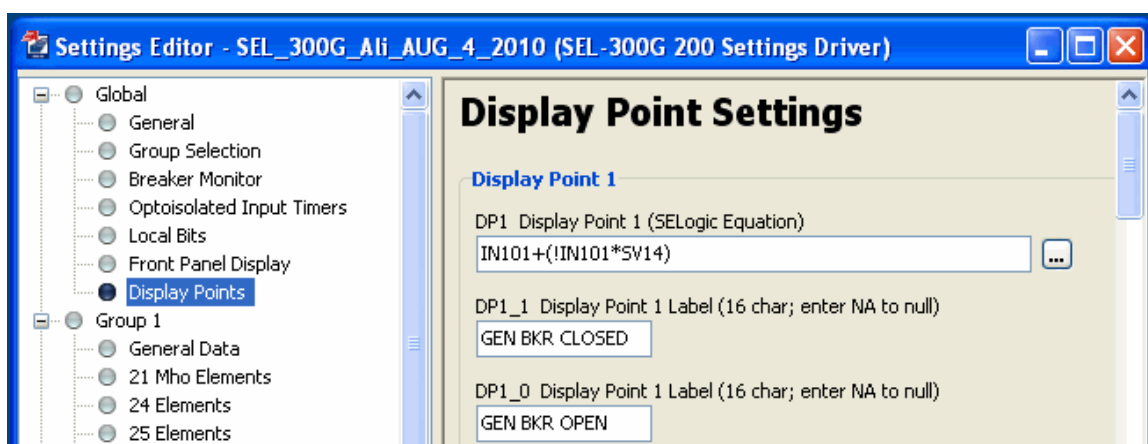 Settings Editor - SEL_300G_Ali_AUG_4_2010 (SEL-300G 200 Settings Driver)
Global
General
Group Selection
Breaker Monitor
Optoisolated Input Timers
Local Bits
Front Panel Display
Display Points
Group 1
General Data
21 Mho Elements
24 Elements
25 Elements
Display Point Settings
Display Point 1
DP1 Display Point 1 (SELogic Equation)
IN101+(!IN101*SV14)
...
DP1_1 Display Point 1 Label (16 char; enter NA to null)
GEN BKR CLOSED
DP1_0 Display Point 1 Label (16 char; enter NA to null)
GEN BKR OPEN